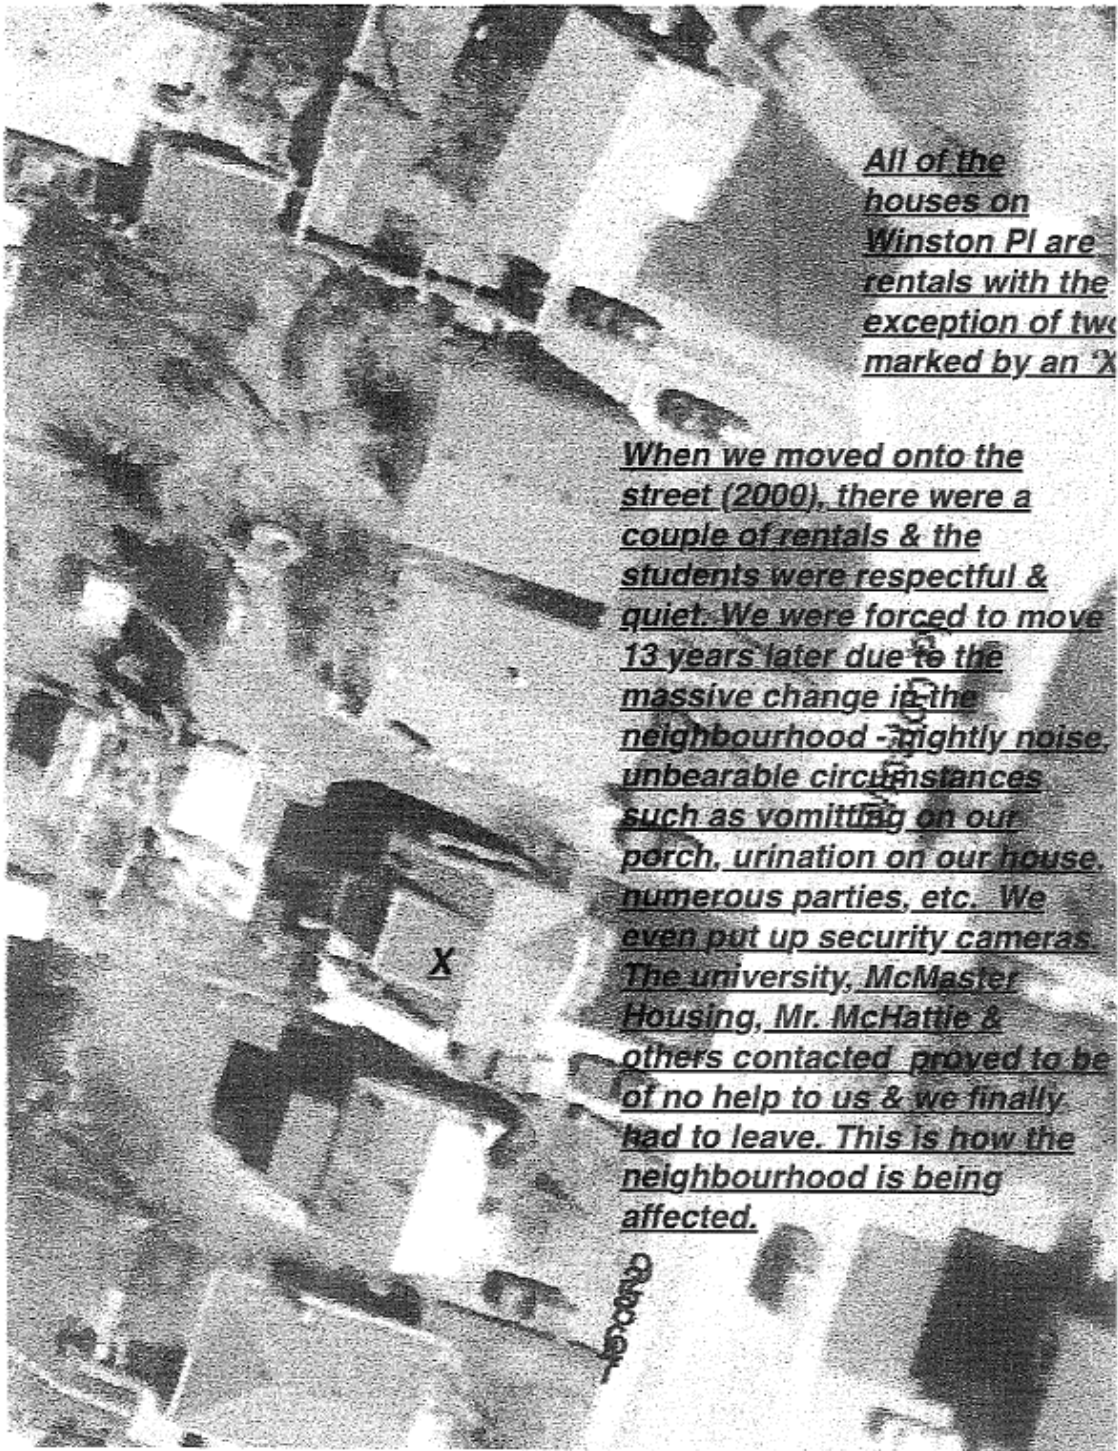 All of the
houses on
Winston Pl are
rentals with the
exception of two
marked by an 'X
When we moved onto the
street (2000), there were a
couple of rentals & the
students were respectful &
quiet. We were forced to move
13 years later due to the
massive change in the
neighbourhood - nightly noise,
unbearable circumstances
such as vomitting on our
porch, urination on our house,
numerous parties, etc. We
even put up security cameras.
The university, McMaster
Housing, Mr. McHattie &
others contacted proved to be
of no help to us & we finally
had to leave. This is how the
neighbourhood is being
affected.
X